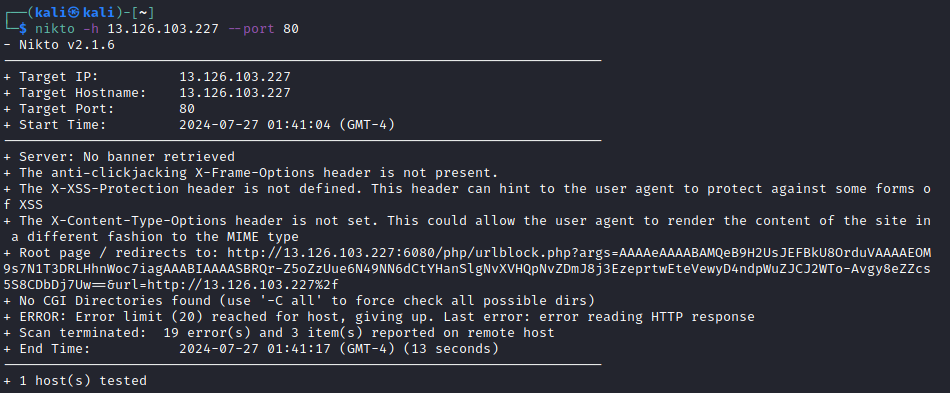 ┌──(kali㉿kali)-[~]
└─$ nikto -h 13.126.103.227 --port 80
- Nikto v2.1.6
---------------------------------------------------------------------------
+ Target IP:          13.126.103.227
+ Target Hostname:    13.126.103.227
+ Target Port:        80
+ Start Time:         2024-07-27 01:41:04 (GMT-4)
---------------------------------------------------------------------------
+ Server: No banner retrieved
+ The anti-clickjacking X-Frame-Options header is not present.
+ The X-XSS-Protection header is not defined. This header can hint to the user agent to protect against some forms o
f XSS
+ The X-Content-Type-Options header is not set. This could allow the user agent to render the content of the site in
 a different fashion to the MIME type
+ Root page / redirects to: http://13.126.103.227:6080/php/urlblock.php?args=AAAAeAAAABAMQeB9H2UsJEFBkU8OrduVAAAAEOM
9s7N1T3DRLHhnWoc7iagAAABIAAAASBRQr-Z5oZzUue6N49NN6dCtYHanSlgNvXVHQpNvZDmJ8j3EzeprtwEteVewyD4ndpWuZJCJ2WTo-Avgy8eZZcs
5S8CDbDj7Uw==&url=http://13.126.103.227%2f
+ No CGI Directories found (use '-C all' to force check all possible dirs)
+ ERROR: Error limit (20) reached for host, giving up. Last error: error reading HTTP response
+ Scan terminated:  19 error(s) and 3 item(s) reported on remote host
+ End Time:           2024-07-27 01:41:17 (GMT-4) (13 seconds)
---------------------------------------------------------------------------
+ 1 host(s) tested